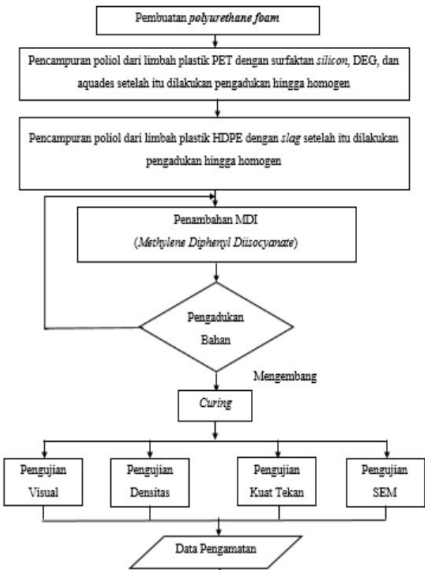 Pembuatan polyurethane foam
Pencampuran poliol dari limbah plastik PET dengan surfaktan silicon, DEG, dan
aquades setelah itu dilakukan pengadukan hingga homogen
Pencampuran poliol dari limbah plastik HDPE dengan slag setelah itu dilakukan
pengadukan hingga homogen
Penambahan MDI
(Methylene Diphenyl Diisocyanate)
Pengadukan
Bahan
Mengembang
Curing
Pengujian
Visual
Pengujian
Densitas
Pengujian
Kuat Tekan
Pengujian
SEM
Data Pengamatan